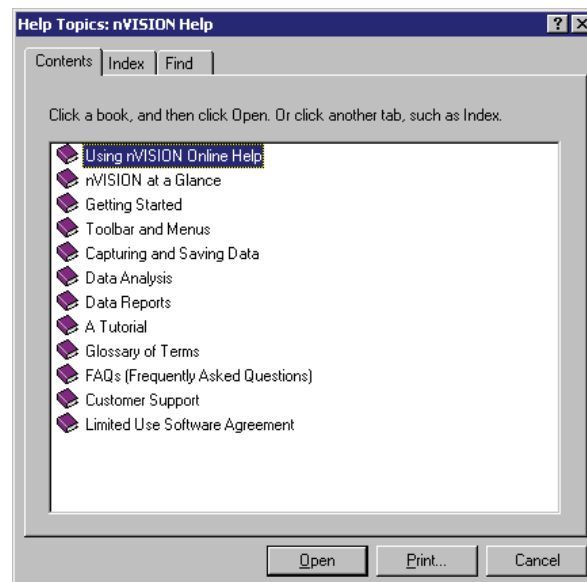 Help Topics: nVISION Help
Contents Index Find
Click a book, and then click Open. Or click another tab, such as Index.
Using nVISION Online Help
nVISION at a Glance
Getting Started
Toolbar and Menus
Capturing and Saving Data
Data Analysis
Data Reports
A Tutorial
Glossary of Terms
FAQs (Frequently Asked Questions)
Customer Support
Limited Use Software Agreement
Open Print... Cancel